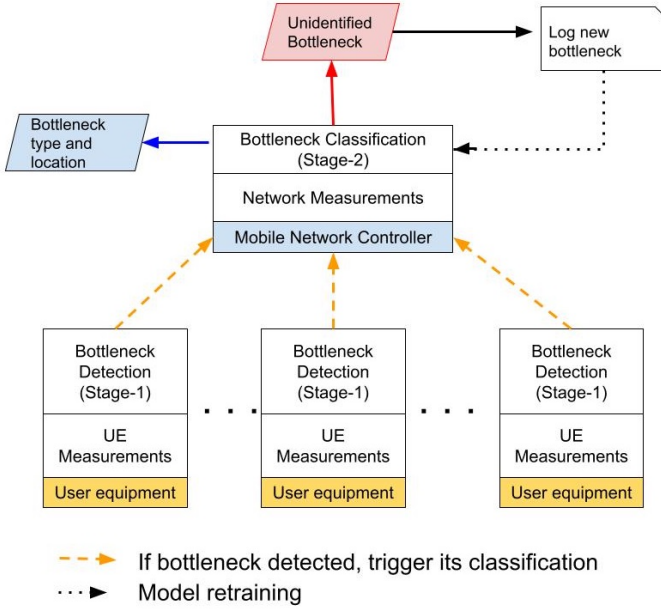 Unidentified
Bottleneck
Log new
bottleneck
Bottleneck
type and
location
Bottleneck Classification
(Stage-2)
Network Measurements
Mobile Network Controller
Bottleneck
Detection
(Stage-1)
UE
Measurements
User equipment
Bottleneck
Detection
(Stage-1)
UE
Measurements
User equipment
Bottleneck
Detection
(Stage-1)
UE
Measurements
User equipment
If bottleneck detected, trigger its classification
Model retraining